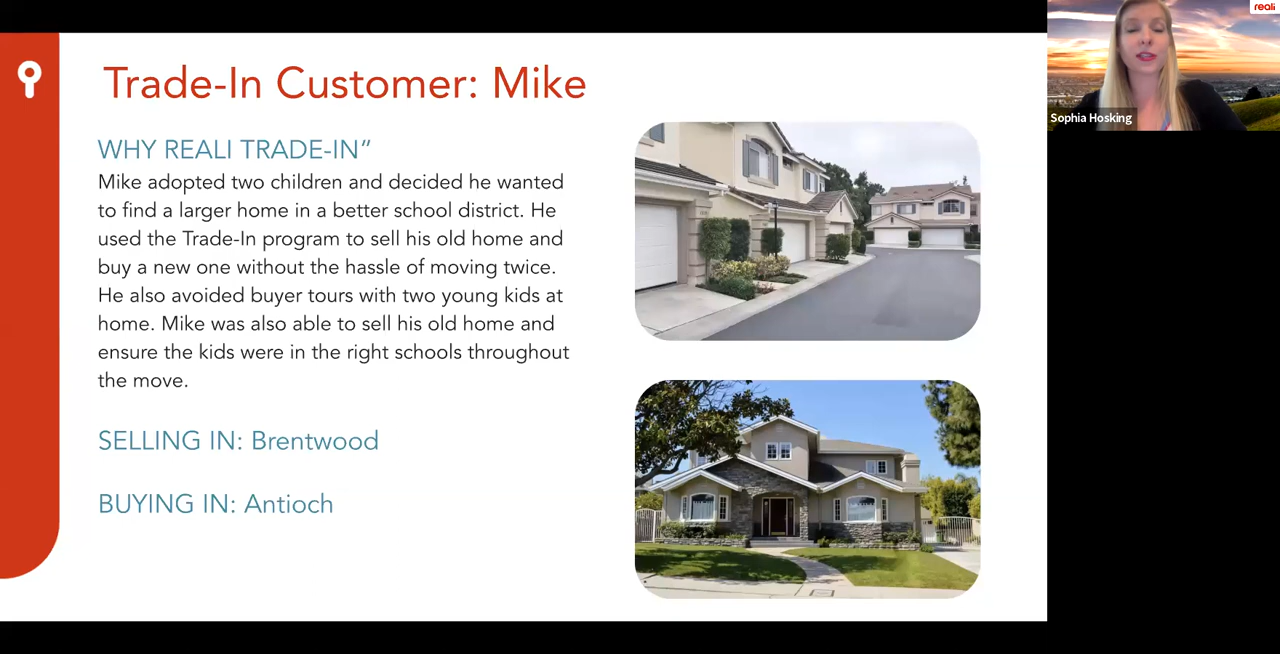 Trade-In Customer: Mike
WHY REALI TRADE-IN”
Mike adopted two children and decided he wanted
to find a larger home in a better school district. He
used the Trade-In program to sell his old home and
buy a new one without the hassle of moving twice.
He also avoided buyer tours with two young kids at
home. Mike was also able to sell his old home and
ensure the kids were in the right schools throughout
the move.
SELLING IN: Brentwood
BUYING IN: Antioch
reali
Sophia Hosking